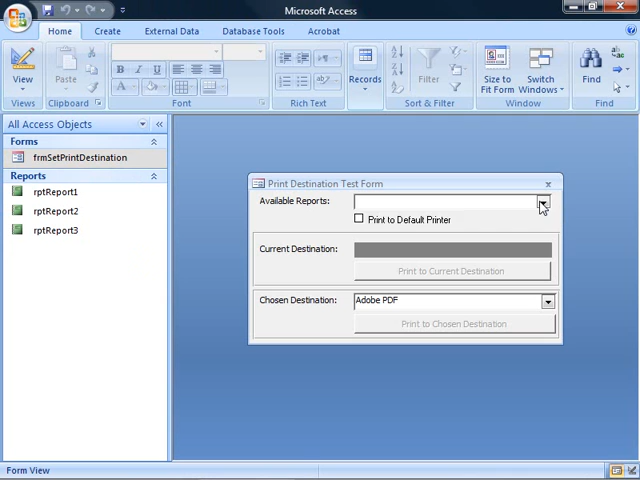 Microsoft Access
Home Create External Data Database Tools Acrobat
View Paste B I U A Records Filter Size to Fit Form Switch Windows Find
Views Clipboard Font Rich Text Sort & Filter Window Find
All Access Objects
Forms
frmSetPrintDestination
Reports
rptReport1
rptReport2
rptReport3
Print Destination Test Form
Available Reports:
Print to Default Printer
Current Destination:
Print to Current Destination
Chosen Destination: Adobe PDF
Print to Chosen Destination
Form View